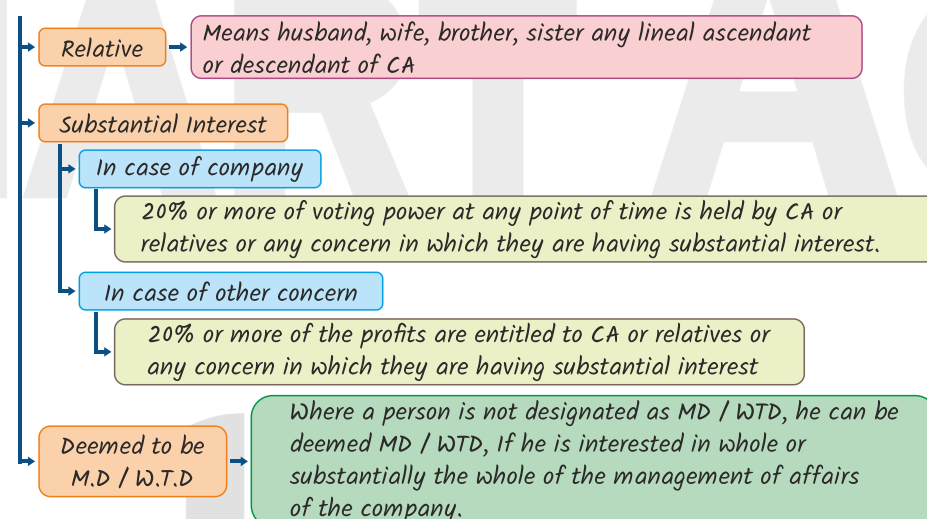 Relative
Means husband, wife, brother, sister any lineal ascendant
or descendant of CA
Substantial Interest
In case of company
20% or more of voting power at any point of time is held by CA or
relatives or any concern in which they are having substantial interest.
In case of other concern
20% or more of the profits are entitled to CA or relatives or
any concern in which they are having substantial interest
Deemed to be
M.D / W.T.D
Where a person is not designated as MD / WTD, he can be
deemed MD / WTD, If he is interested in whole or
substantially the whole of the management of affairs
of the company.